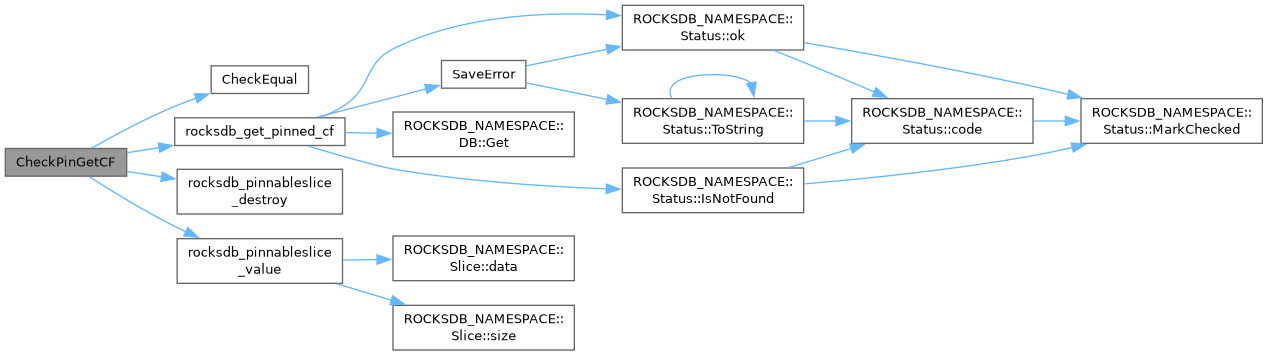 CheckPinGetCF
CheckEqual
rocksdb_get_pinned_cf
rocksdb_pinnableslice
_destroy
rocksdb_pinnableslice
_value
SaveError
ROCKSDB_NAMESPACE::
DB::Get
ROCKSDB_NAMESPACE::
Slice::data
ROCKSDB_NAMESPACE::
Slice::size
ROCKSDB_NAMESPACE::
Status::ok
ROCKSDB_NAMESPACE::
Status::ToString
ROCKSDB_NAMESPACE::
Status::IsNotFound
ROCKSDB_NAMESPACE::
Status::code
ROCKSDB_NAMESPACE::
Status::MarkChecked